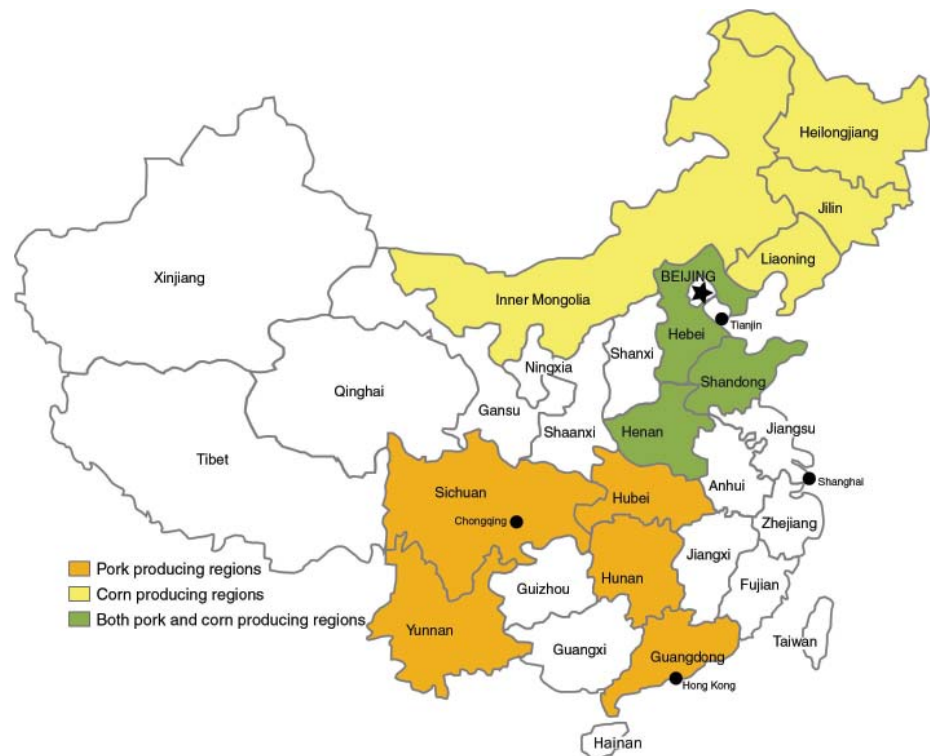 Heilongjiang
Jilin
Liaoning
Xinjiang
BEIJING
Inner Mongolia
Tianjin
Hebei
Shanxi
Ningxia
Shandong
Qinghai
Gansu
Jiangsu
Shaanxi
Henan
Tibet
Anhui
Shanghai
Sichuan
Hubei
Chongqing
Zhejiang
Jiangxi
Pork producing regions
Hunan
Fujian
Guizhou
Corn producing regions
Both pork and corn producing regions
Yunnan
Taiwan
Guangxi
Guangdong
Hong Kong
Hainan